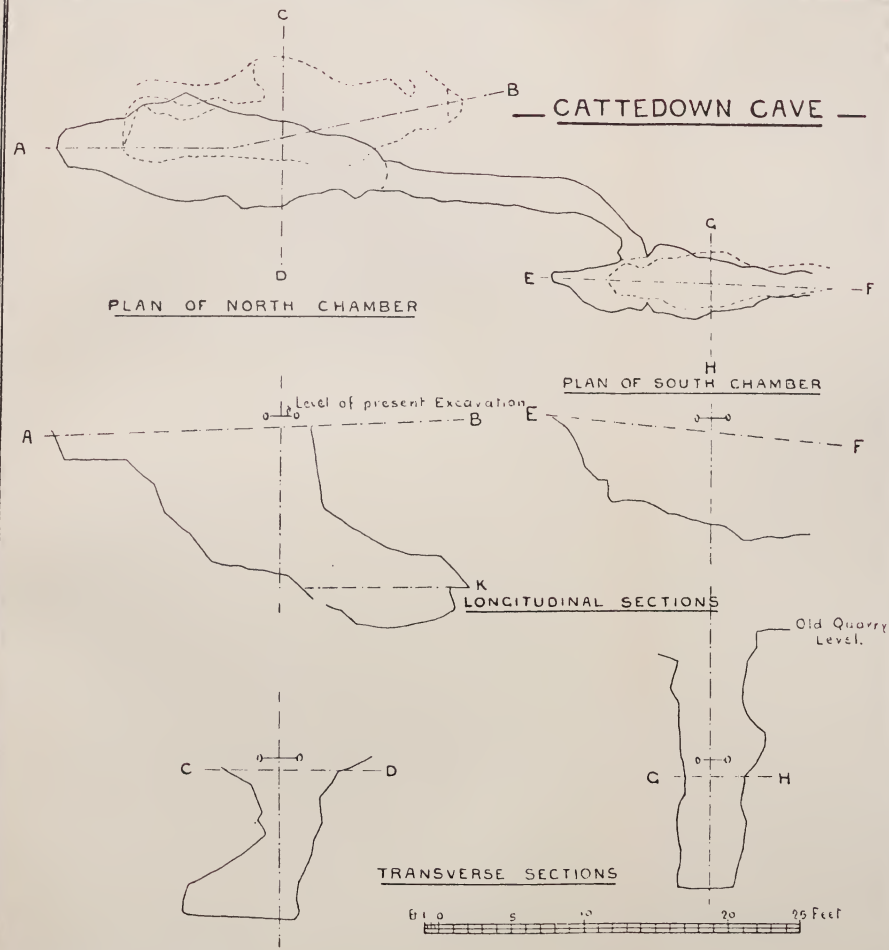 C
B
— CATTEDOWN CAVE —
A
G
D
E
F
PLAN OF NORTH CHAMBER
H
PLAN OF SOUTH CHAMBER
Level of present Excavation
A
B
E
F
K
LONGITUDINAL SECTIONS
Old Quarry
Level.
C
D
G
H
TRANSVERSE SECTIONS
0 5 10 20 25 Feet